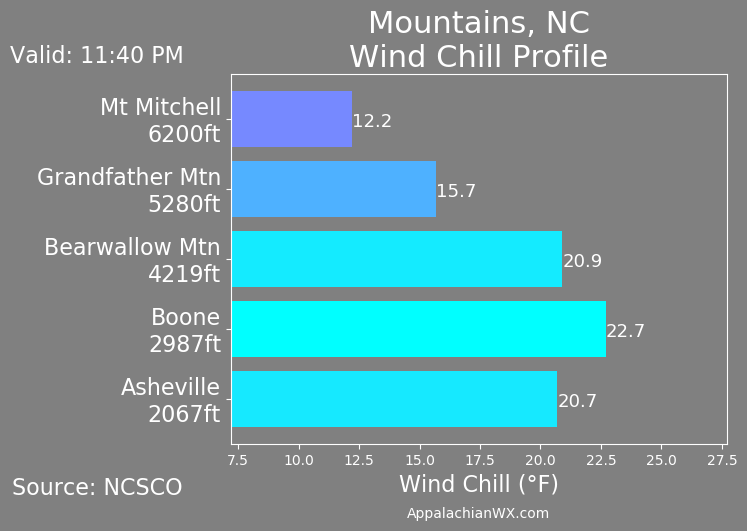 Mountains, NC
Wind Chill Profile
Valid: 11:40 PM
Mt Mitchell
6200ft
12.2
Grandfather Mtn
5280ft
15.7
Bearwallow Mtn
4219ft
20.9
Boone
2987ft
22.7
Asheville
2067ft
20.7
7.5 10.0 12.5 15.0 17.5 20.0 22.5 25.0 27.5
Wind Chill (°F)
Source: NCSCO
AppalachianWX.com